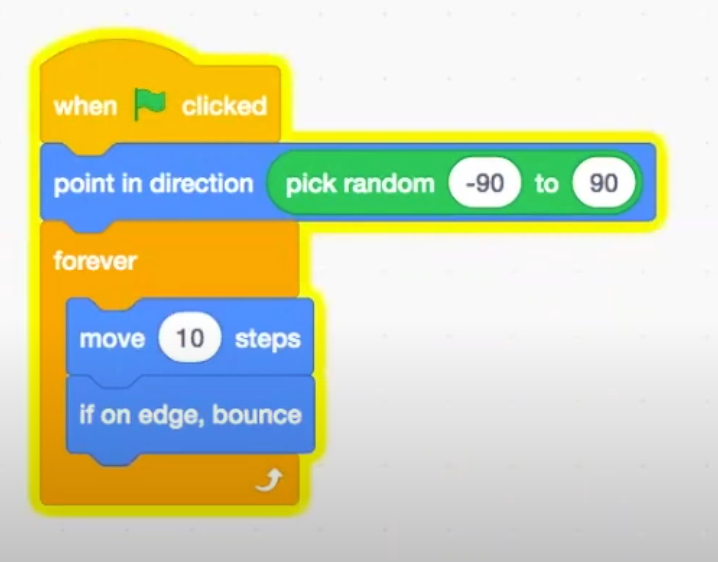 when clicked
point in direction pick random -90 to 90
forever
move 10 steps
if on edge, bounce